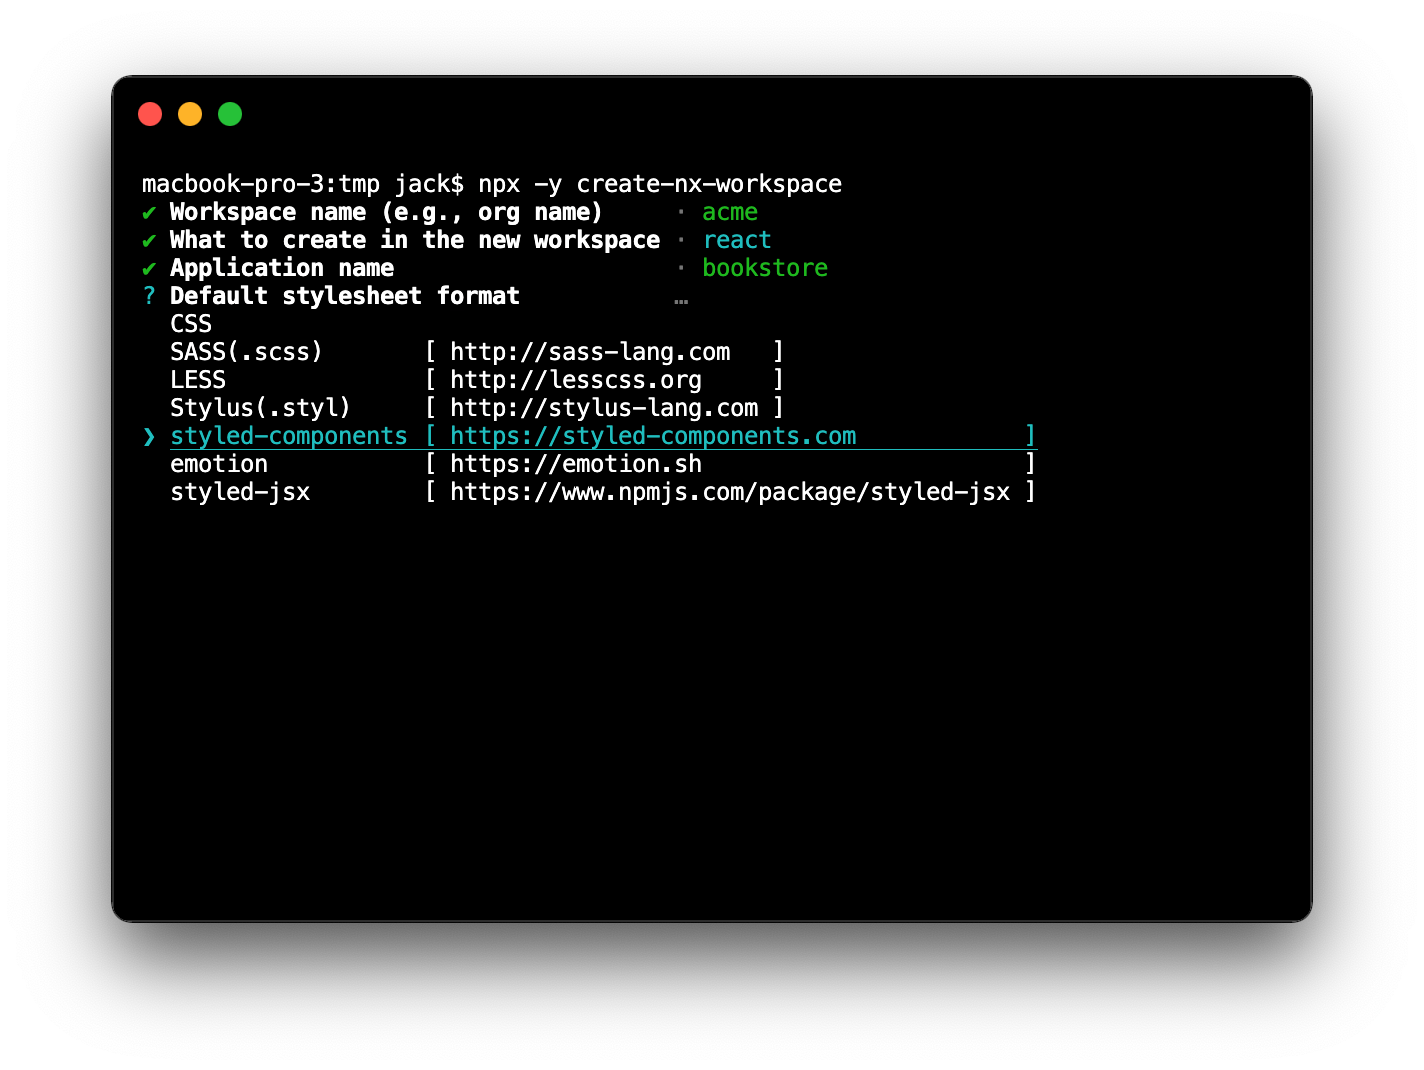 macbook-pro-3:tmp jack$ npx -y create-nx-workspace
✔ Workspace name (e.g., org name) · acme
✔ What to create in the new workspace · react
✔ Application name · bookstore
? Default stylesheet format …
CSS
SASS(.scss) [ http://sass-lang.com ]
LESS [ http://lesscss.org ]
Stylus(.styl) [ http://stylus-lang.com ]
❯ styled-components [ https://styled-components.com ]
emotion [ https://emotion.sh ]
styled-jsx [ https://www.npmjs.com/package/styled-jsx ]